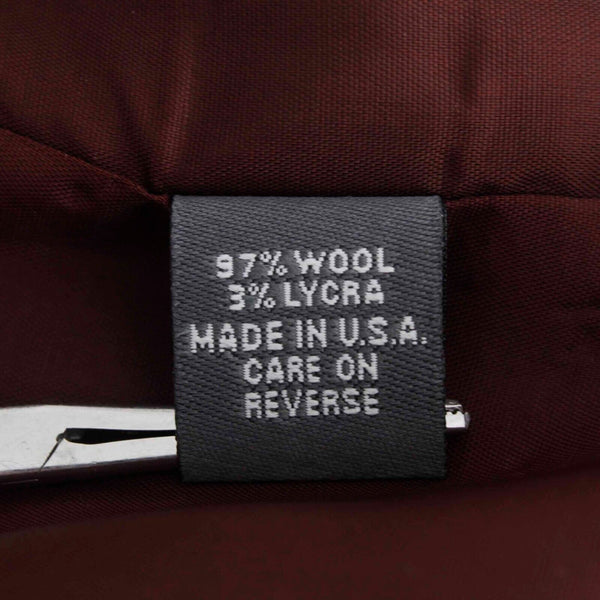 97% WOOL
3% LYCRA
MADE IN U.S.A.
CARE ON
REVERSE